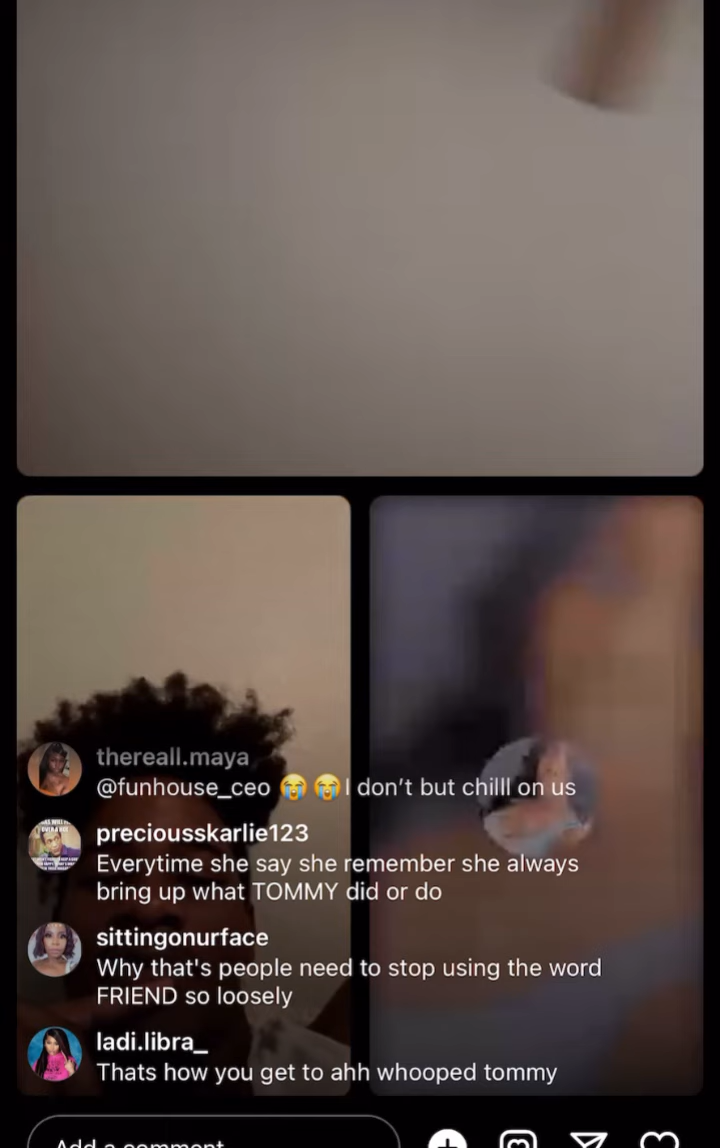 thereall.maya
@funhouse_ceo 😭😭I don't but chilll on us
preciousskarlie123
Everytime she say she remember she always
bring up what TOMMY did or do
sittingonurface
Why that's people need to stop using the word
FRIEND so loosely
ladi.libra_
Thats how you get to ahh whooped tommy
Add a comment